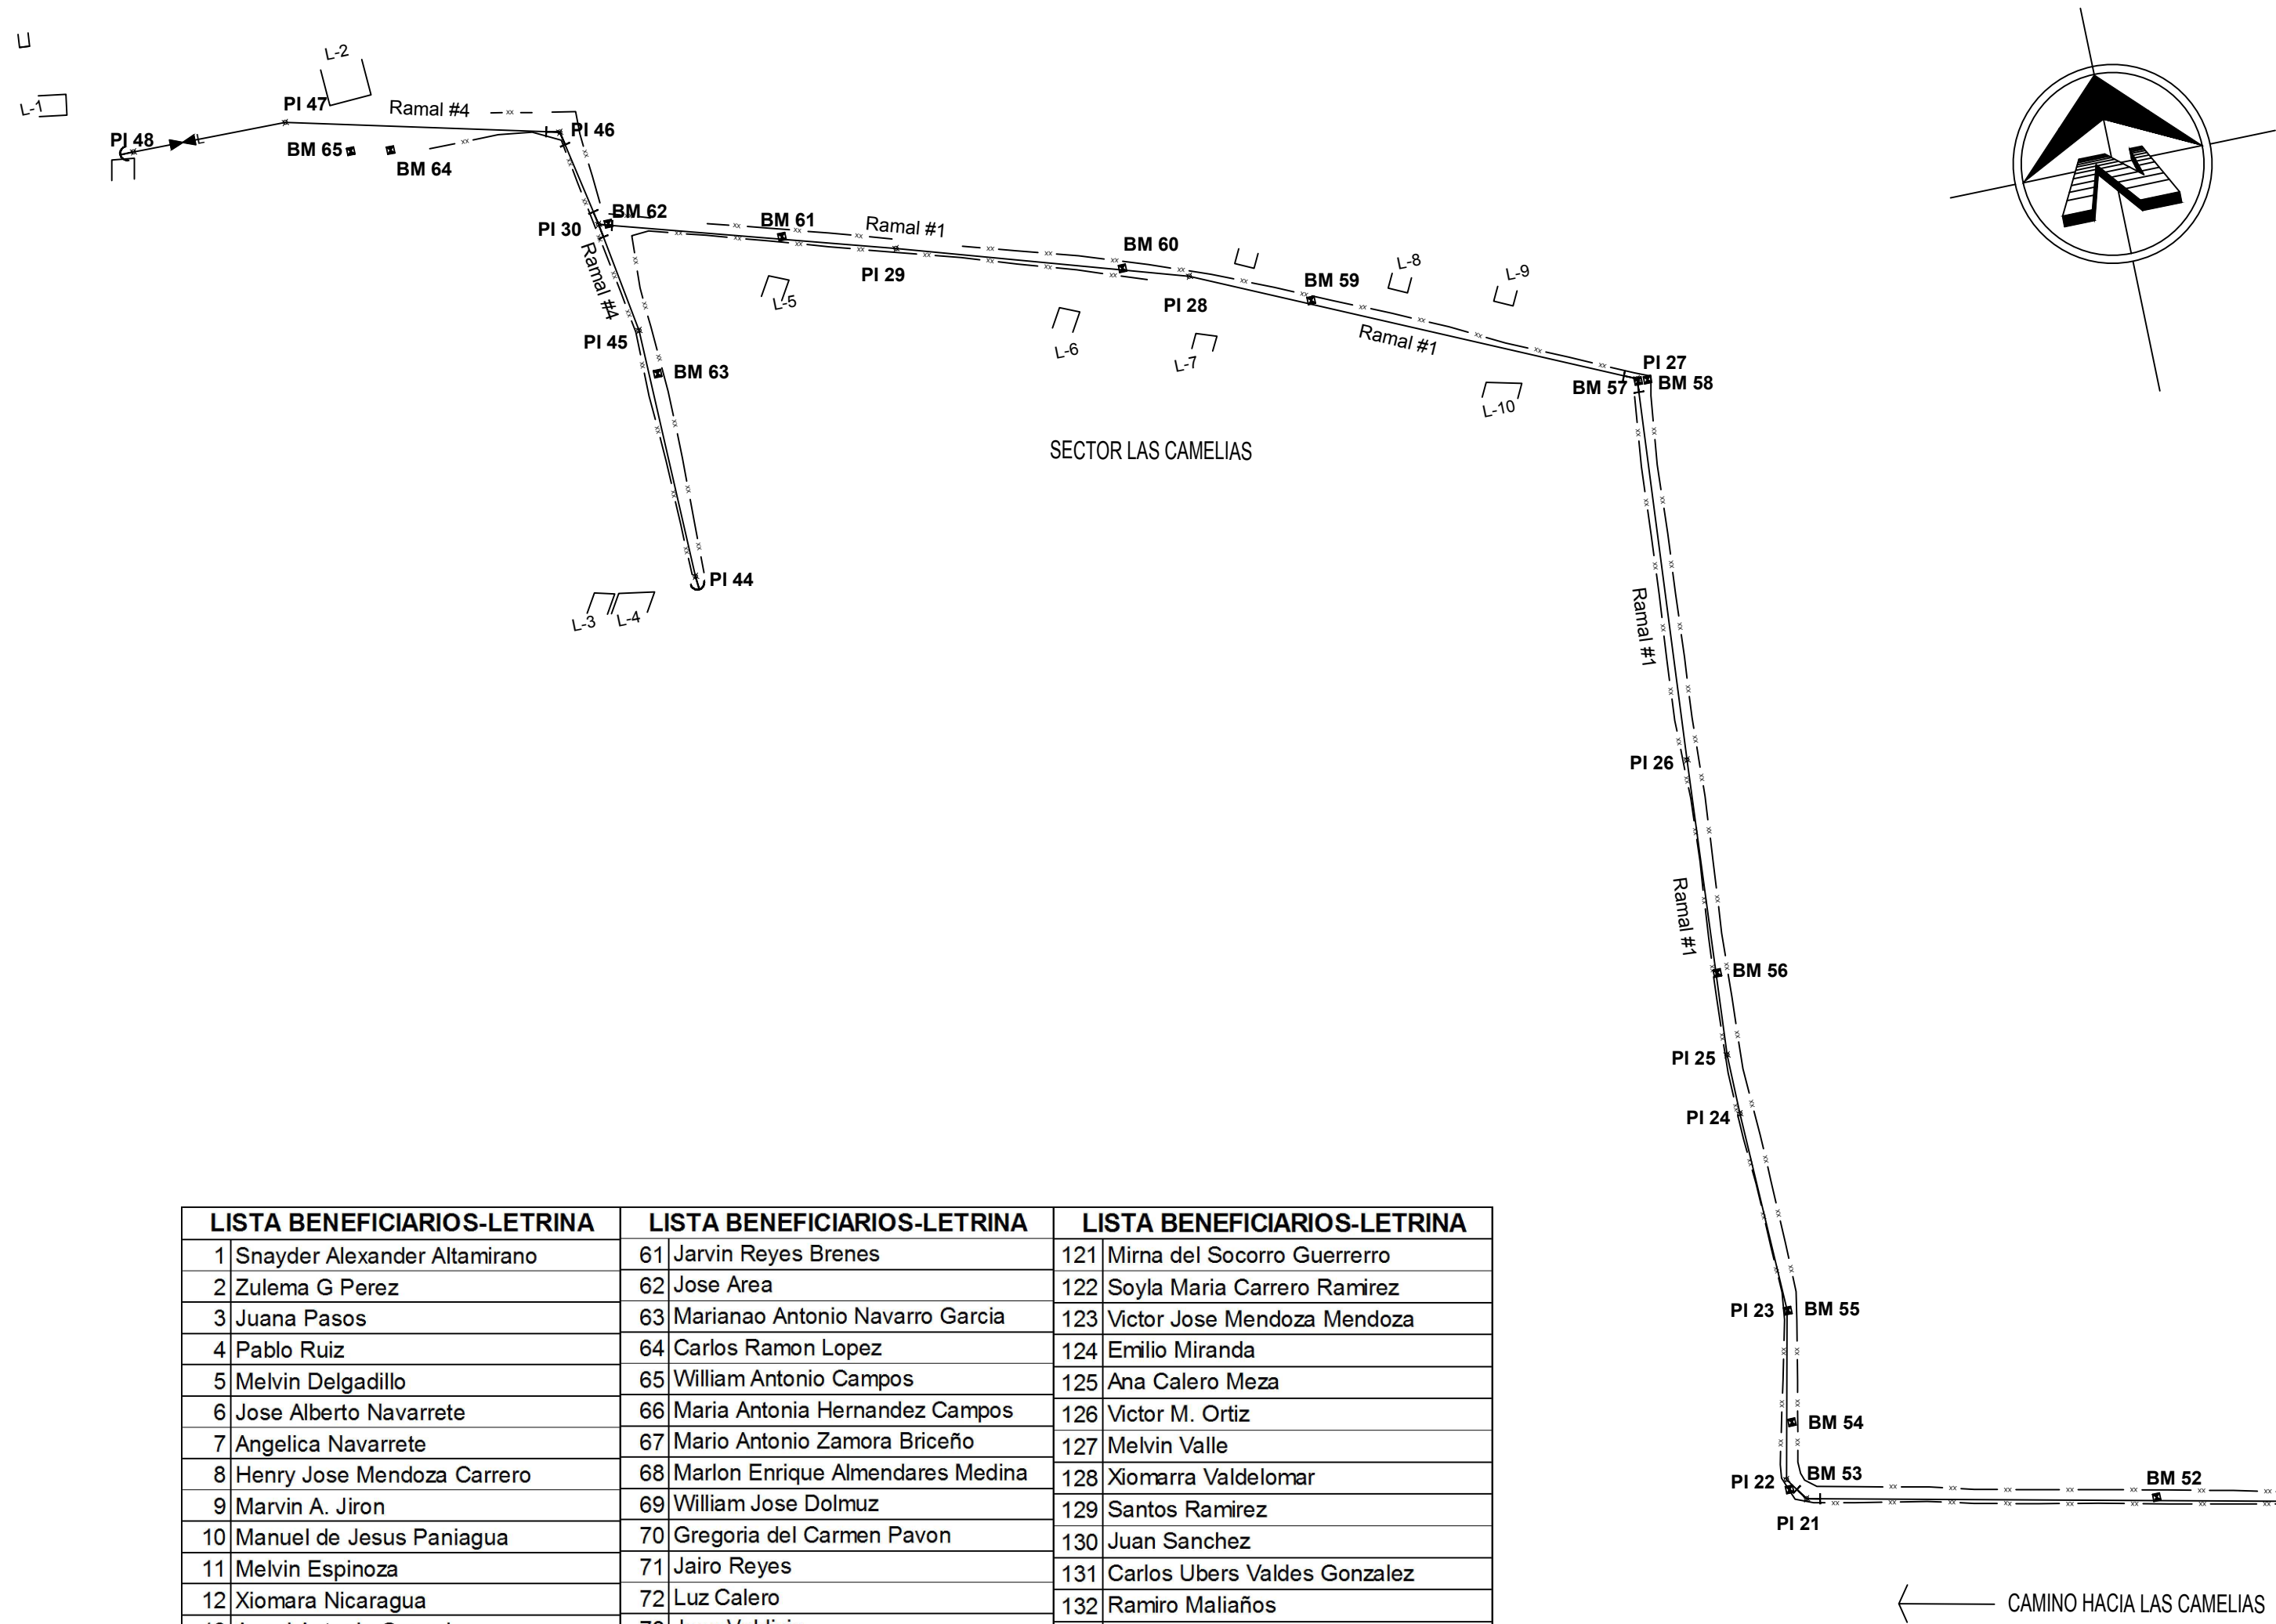 L-2
L-1
PI 47
Ramal #4
PI 46
PI 48
BM 65
BM 64
BM 62
BM 61
Ramal #1
PI 30
BM 60
PI 29
BM 59
L-8
L-9
Ramal #4
L-5
PI 28
PI 45
L-6
L-7
Ramal #1
PI 27
BM 63
BM 57
BM 58
L-10
SECTOR LAS CAMELIAS
PI 44
L-3
L-4
Ramal #1
PI 26
Ramal #1
BM 56
PI 25
PI 24
PI 23
BM 55
BM 54
PI 22
BM 53
BM 52
PI 21
CAMINO HACIA LAS CAMELIAS
LISTA BENEFICIARIOS-LETRINA
1 Snayder Alexander Altamirano
2 Zulema G Perez
3 Juana Pasos
4 Pablo Ruiz
5 Melvin Delgadillo
6 Jose Alberto Navarrete
7 Angelica Navarrete
8 Henry Jose Mendoza Carrero
9 Marvin A. Jiron
10 Manuel de Jesus Paniagua
11 Melvin Espinoza
12 Xiomara Nicaragua
LISTA BENEFICIARIOS-LETRINA
61 Jarvin Reyes Brenes
62 Jose Area
63 Marianao Antonio Navarro Garcia
64 Carlos Ramon Lopez
65 William Antonio Campos
66 Maria Antonia Hernandez Campos
67 Mario Antonio Zamora Briceño
68 Marlon Enrique Almendares Medina
69 William Jose Dolmuz
70 Gregoria del Carmen Pavon
71 Jairo Reyes
72 Luz Calero
LISTA BENEFICIARIOS-LETRINA
121 Mirna del Socorro Guerrerro
122 Soyla Maria Carrero Ramirez
123 Victor Jose Mendoza Mendoza
124 Emilio Miranda
125 Ana Calero Meza
126 Victor M. Ortiz
127 Melvin Valle
128 Xiomarra Valdelomar
129 Santos Ramirez
130 Juan Sanchez
131 Carlos Ubers Valdes Gonzalez
132 Ramiro Maliaños